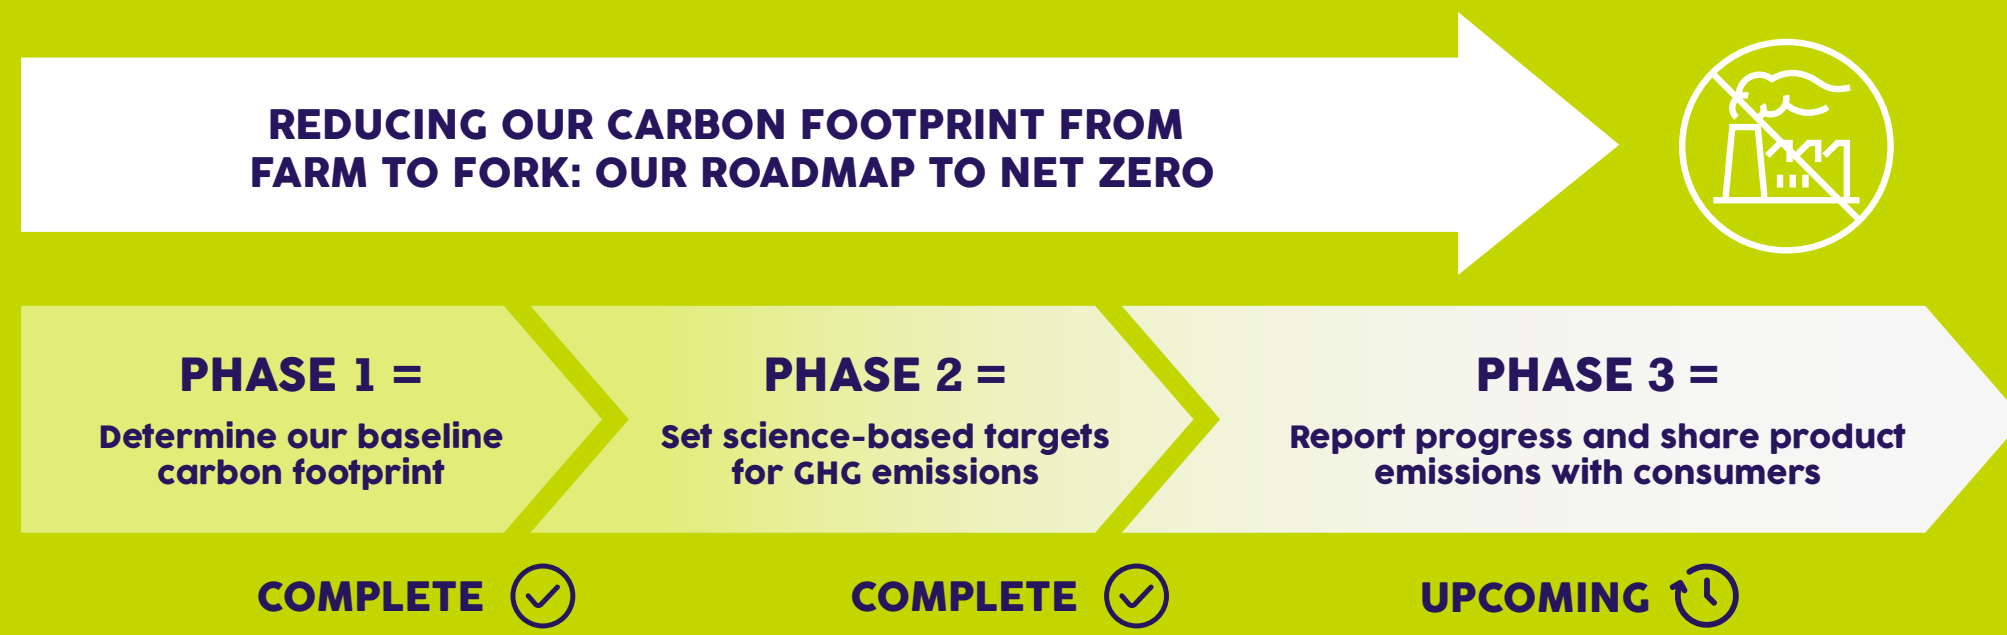 REDUCING OUR CARBON FOOTPRINT FROM
FARM TO FORK: OUR ROADMAP TO NET ZERO
PHASE 1 =
Determine our baseline
carbon footprint
COMPLETE
PHASE 2 =
Set science-based targets
for GHG emissions
COMPLETE
PHASE 3 =
Report progress and share product
emissions with consumers
UPCOMING